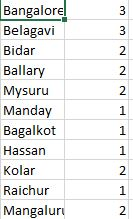 Bangalore 3
Belagavi 3
Bidar 2
Ballary 2
Mysuru 2
Manday 1
Bagalkot 1
Hassan 1
Kolar 2
Raichur 1
Mangaluru 2